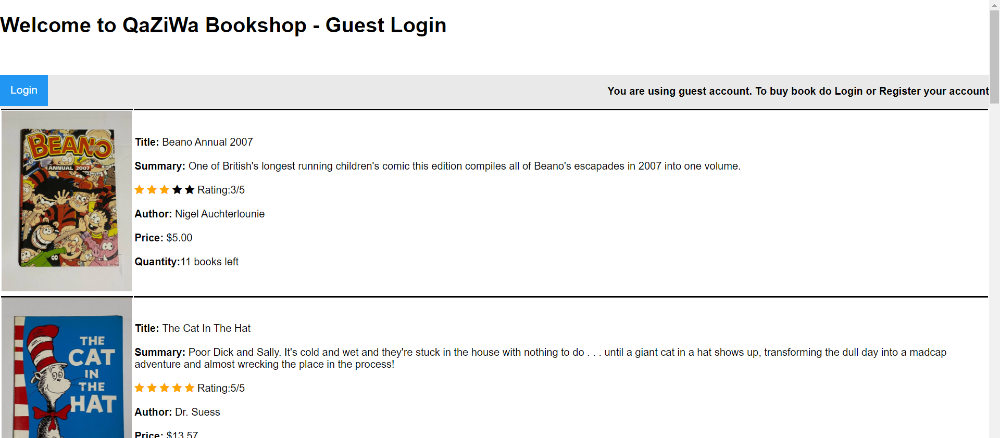 Welcome to QaZiWa Bookshop - Guest Login
Login
You are using guest account. To buy book do Login or Register your account
THE
BEANO
ANNUAL 2007
Title: Beano Annual 2007
Summary: One of British's longest running children's comic this edition compiles all of Beano's escapades in 2007 into one volume.
Rating:3/5
Author: Nigel Auchterlounie
Price: $5.00
Quantity:11 books left
THE
CAT
IN
THE
HAT
Title: The Cat In The Hat
Summary: Poor Dick and Sally. It's cold and wet and they're stuck in the house with nothing to do . . . until a giant cat in a hat shows up, transforming the dull day into a madcap
adventure and almost wrecking the place in the process!
Rating:5/5
Author: Dr. Suess
Price: $13.57